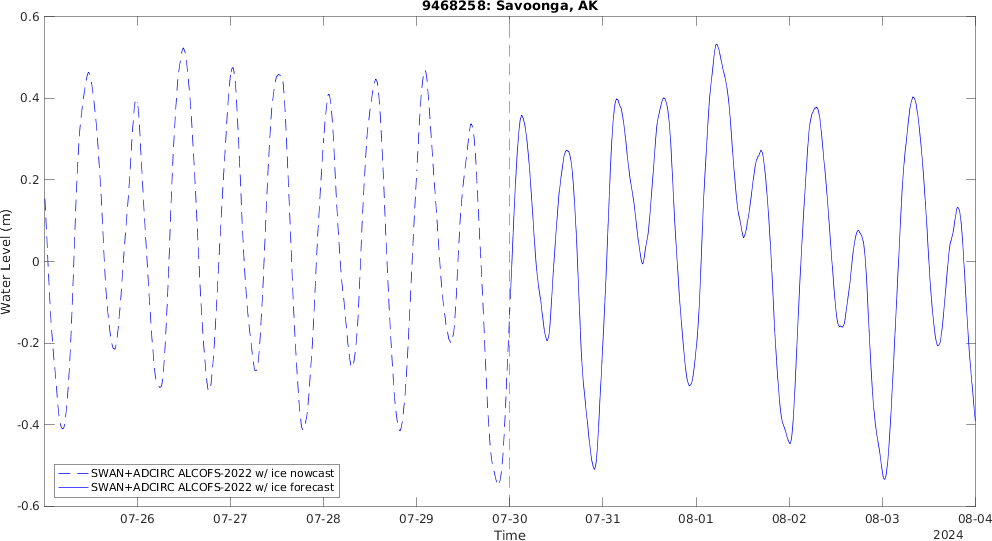 9468258: Savoonga, AK
0.6
0.4
0.2
0
-0.2
-0.4
-0.6
Water Level (m)
SWAN+ADCIRC ALCOFS-2022 w/ ice nowcast
SWAN+ADCIRC ALCOFS-2022 w/ ice forecast
07-26 07-27 07-28 07-29 07-30 07-31 08-01 08-02 08-03 08-04
Time
2024